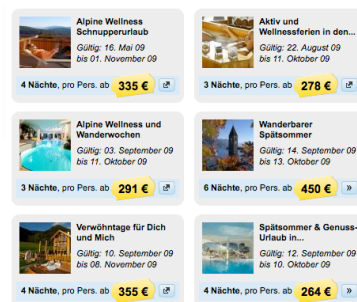 Alpine Wellness
Schnupperurlaub
Gültig: 16. Mai 09
bis 01. November 09
4 Nächte, pro Pers. ab 335 €
Aktiv und
Wellnessferien in den...
Gültig: 22. August 09
bis 11. Oktober 09
3 Nächte, pro Pers. ab 278 €
Alpine Wellness und
Wanderwochen
Gültig: 03. September 09
bis 11. Oktober 09
3 Nächte, pro Pers. ab 291 €
Wanderbarer
Spätsommer
Gültig: 14. September 09
bis 13. Oktober 09
6 Nächte, pro Pers. ab 450 € »
Verwöhntage für Dich
und Mich
Gültig: 10. September 09
bis 08. November 09
4 Nächte, pro Pers. ab 355 €
Spätsommer & Genuss-
Urlaub in...
Gültig: 12. September 09
bis 10. Oktober 09
4 Nächte, pro Pers. ab 264 € »